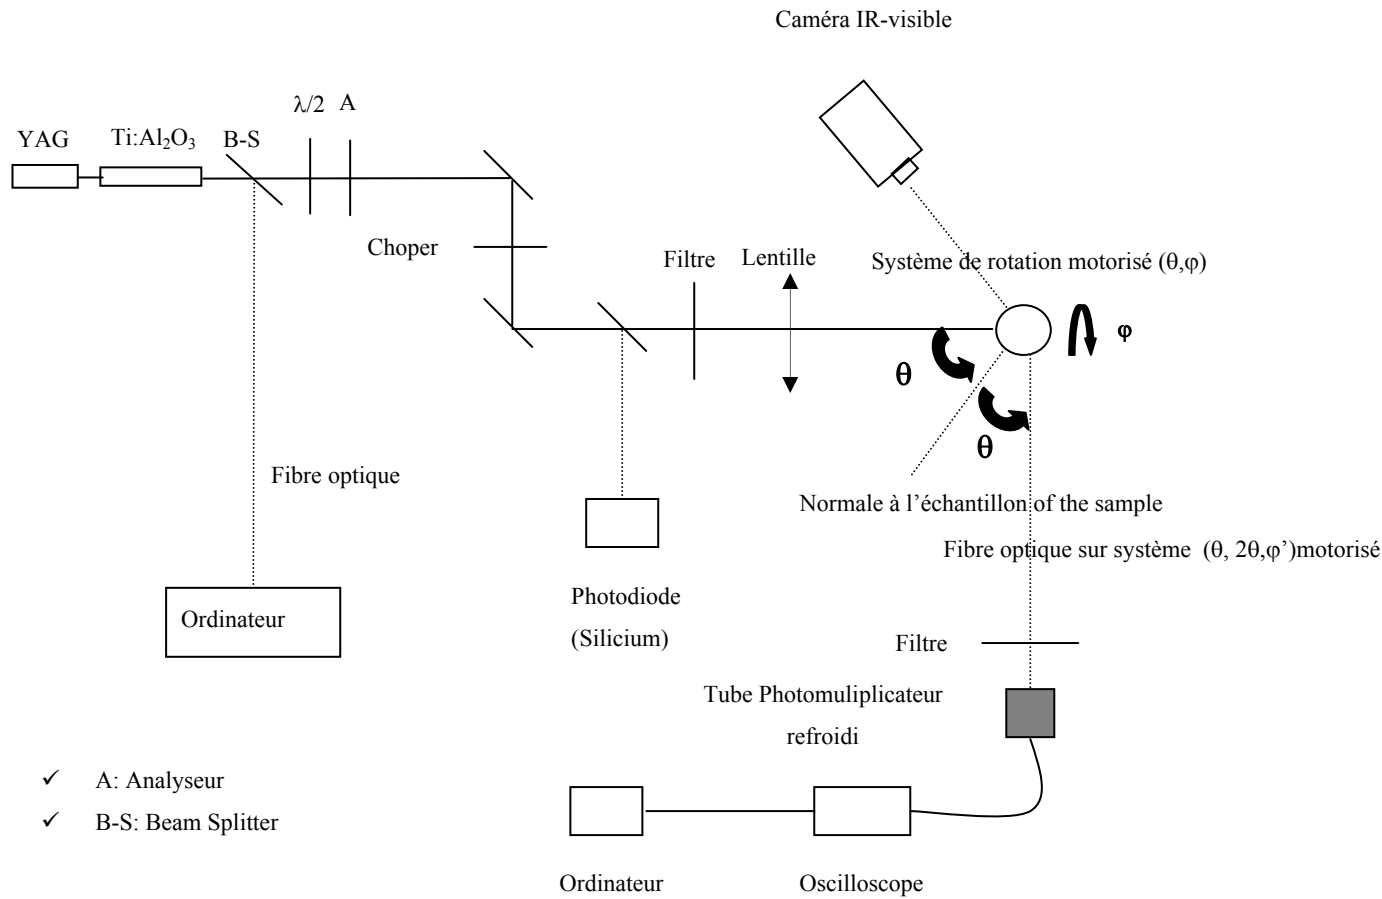 Caméra IR-visible
λ/2 A
YAG Ti:Al₂O₃ B-S
Choper
Filtre Lentille
Système de rotation motorisé (θ,φ)
φ
θ
θ
Fibre optique
Normale à l’échantillon of the sample
Fibre optique sur système (θ, 2θ,φ’)motorisé
Photodiode
(Silicium)
Ordinateur
Filtre
Tube Photomuliplicateur
refroidi
✓ A: Analyseur
✓ B-S: Beam Splitter
Ordinateur Oscilloscope